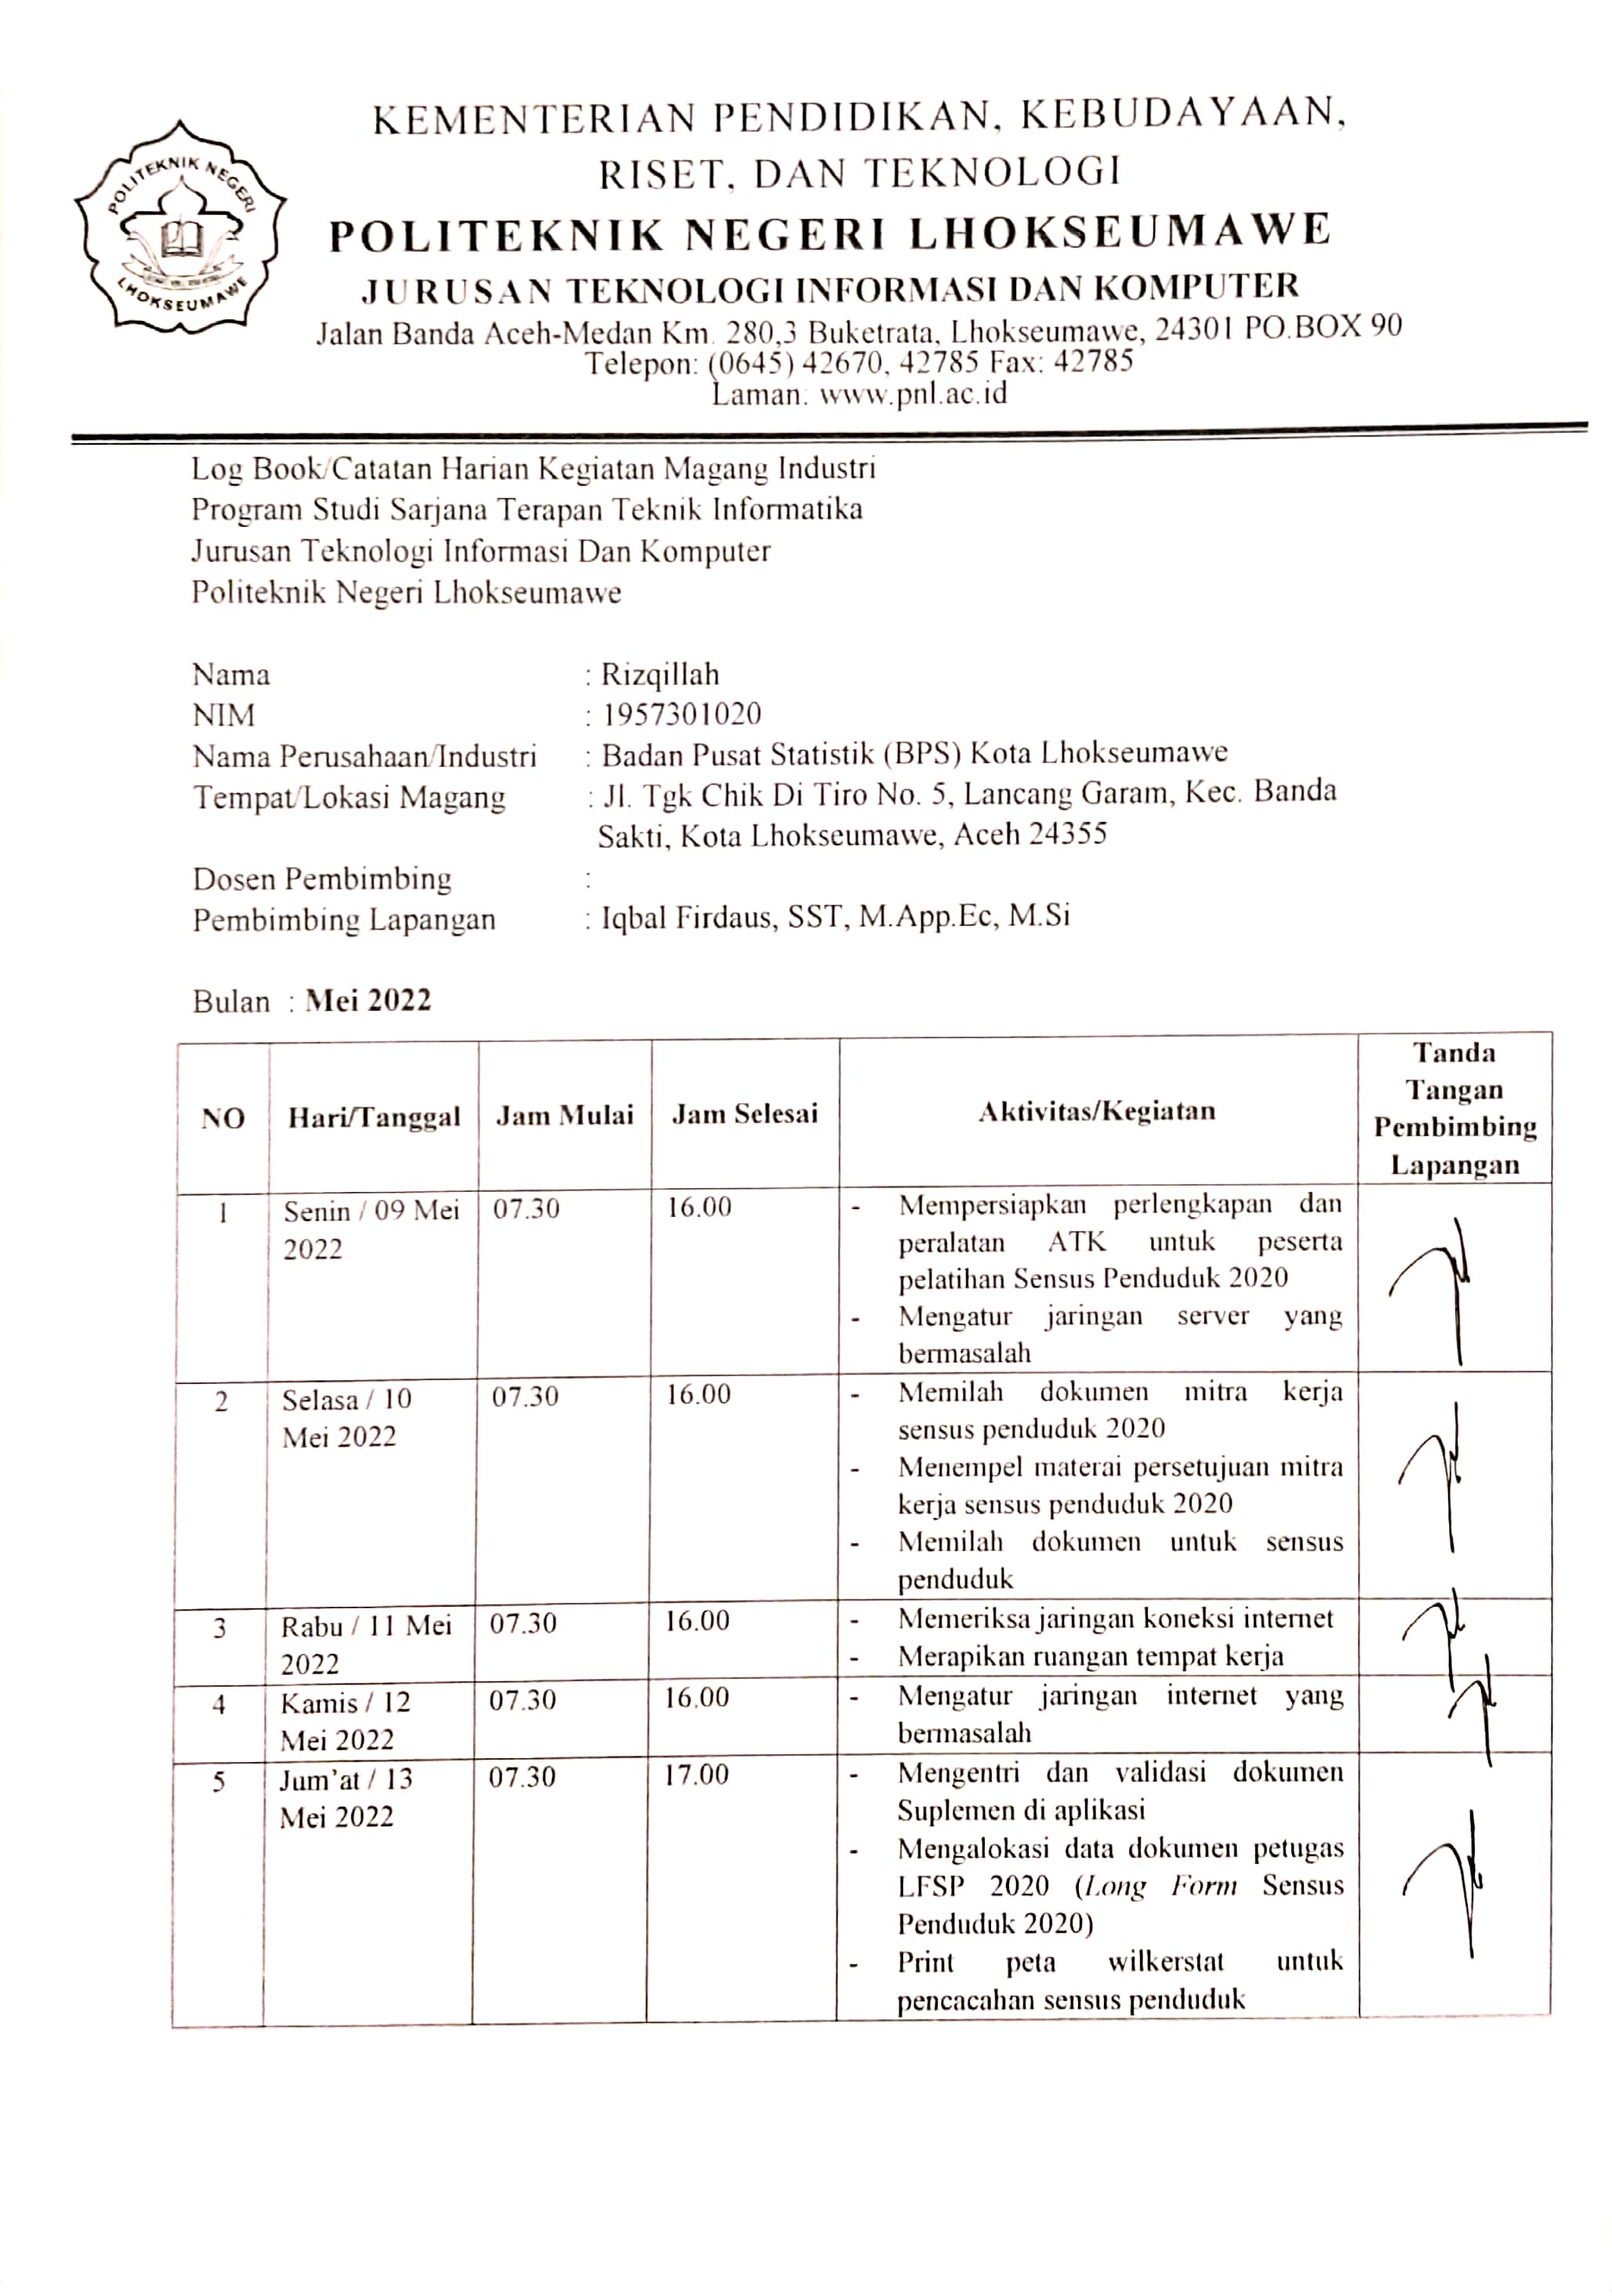 POLITEKNIK NEGERI
LHOKSEUMAWE
KEMENTERIAN PENDIDIKAN, KEBUDAYAAN,
RISET, DAN TEKNOLOGI
POLITEKNIK NEGERI LHOKSEUMAWE
JURUSAN TEKNOLOGI INFORMASI DAN KOMPUTER
Jalan Banda Aceh-Medan Km. 280,3 Buketrata, Lhokseumawe, 24301 PO.BOX 90
Telepon: (0645) 42670, 42785 Fax: 42785
Laman: www.pnl.ac.id
Log Book/Catatan Harian Kegiatan Magang Industri
Program Studi Sarjana Terapan Teknik Informatika
Jurusan Teknologi Informasi Dan Komputer
Politeknik Negeri Lhokseumawe
Nama : Rizqillah
NIM : 1957301020
Nama Perusahaan/Industri : Badan Pusat Statistik (BPS) Kota Lhokseumawe
Tempat/Lokasi Magang : Jl. Tgk Chik Di Tiro No. 5, Lancang Garam, Kec. Banda
Sakti, Kota Lhokseumawe, Aceh 24355
Dosen Pembimbing :
Pembimbing Lapangan : Iqbal Firdaus, SST, M.App.Ec, M.Si
Bulan : Mei 2022
NO Hari/Tanggal Jam Mulai Jam Selesai Aktivitas/Kegiatan Tanda
Tangan
Pembimbing
Lapangan
1 Senin / 09 Mei 07.30 16.00 - Mempersiapkan perlengkapan dan
2022 peralatan ATK untuk peserta
pelatihan Sensus Penduduk 2020
- Mengatur jaringan server yang
bermasalah
2 Selasa / 10 07.30 16.00 - Memilah dokumen mitra kerja
Mei 2022 sensus penduduk 2020
- Menempel materai persetujuan mitra
kerja sensus penduduk 2020
- Memilah dokumen untuk sensus
penduduk
3 Rabu / 11 Mei 07.30 16.00 - Memeriksa jaringan koneksi internet
2022 - Merapikan ruangan tempat kerja
4 Kamis / 12 07.30 16.00 - Mengatur jaringan internet yang
Mei 2022 bermasalah
5 Jum'at / 13 07.30 17.00 - Mengentri dan validasi dokumen
Mei 2022 Suplemen di aplikasi
- Mengalokasi data dokumen petugas
LFSP 2020 (Long Form Sensus
Penduduk 2020)
- Print peta wilkerstat untuk
pencacahan sensus penduduk